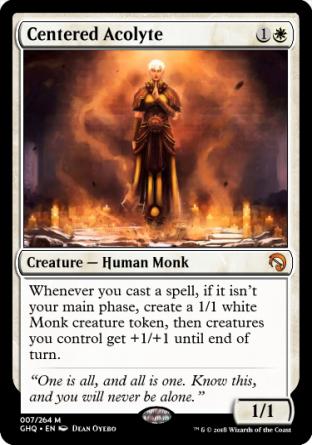 Centered Acolyte 1
Creature — Human Monk
Whenever you cast a spell, if it isn't
your main phase, create a 1/1 white
Monk creature token, then creatures
you control get +1/+1 until end of
turn.
"One is all, and all is one. Know this,
and you will never be alone."
1/1
007/264 M
GHQ • EN Dean Oyebo
™ & © 2018 Wizards of the Coast